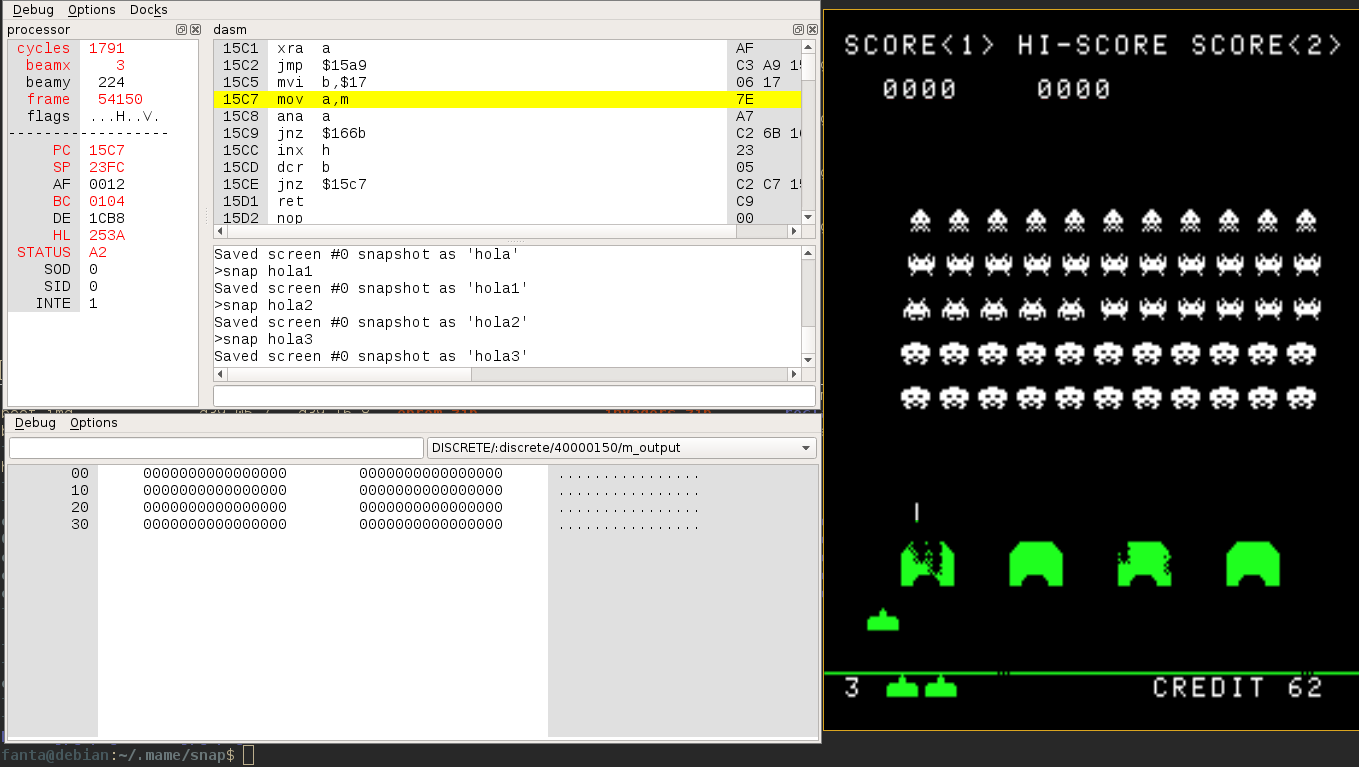 Debug Options Docks
processor
cycles 1791
beamx 3
beamy 224
frame 54150
flags ...H..V.
------------------
PC 15C7
SP 23FC
AF 0012
BC 0104
DE 1CB8
HL 253A
STATUS A2
SOD 0
SID 0
INTE 1
dasm
15C1 xra a AF
15C2 jmp $15a9 C3 A9 15
15C5 mvi b,$17 06 17
15C7 mov a,m 7E
15C8 ana a A7
15C9 jnz $166b C2 6B 16
15CC inx h 23
15CD dcr b 05
15CE jnz $15c7 C2 C7 15
15D1 ret C9
15D2 nop 00
Saved screen #0 snapshot as 'hola'
>snap hola1
Saved screen #0 snapshot as 'hola1'
>snap hola2
Saved screen #0 snapshot as 'hola2'
>snap hola3
Saved screen #0 snapshot as 'hola3'
Debug Options
DISCRETE/:discrete/40000150/m_output
00 0000000000000000 0000000000000000 ................
10 0000000000000000 0000000000000000 ................
20 0000000000000000 0000000000000000 ................
30 0000000000000000 0000000000000000 ................
fanta@debian:~/.mame/snap$
SCORE<1> HI-SCORE SCORE<2>
0000 0000
3 CREDIT 62